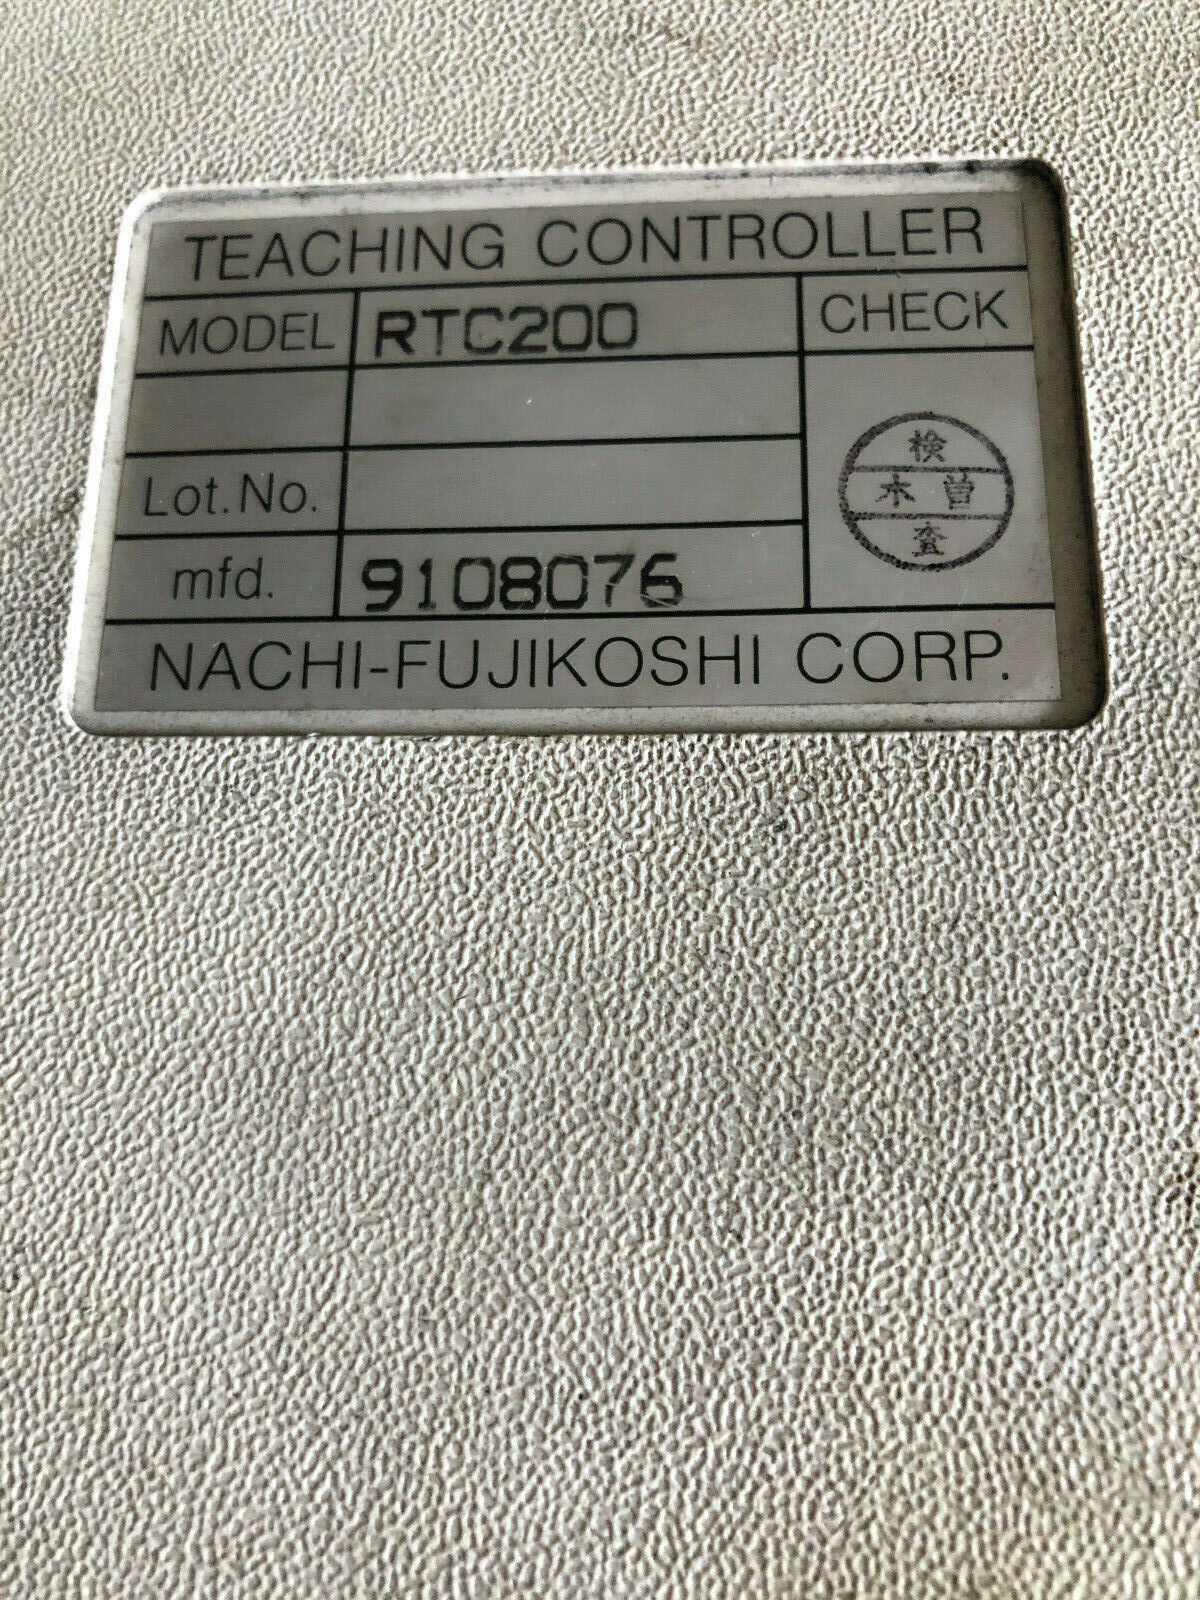 TEACHING CONTROLLER
MODEL RTC200 CHECK
Lot.No.
mfd. 9108076
検
木曽
査
NACHI-FUJIKOSHI CORP.